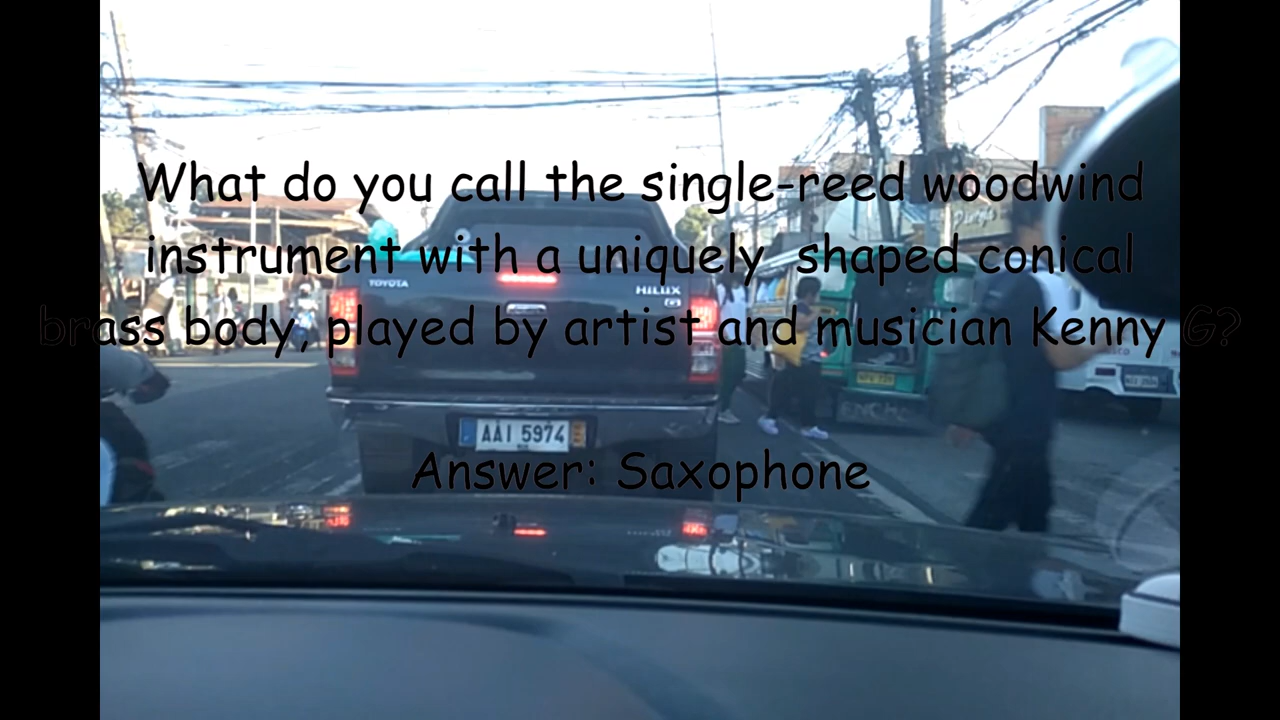 What do you call the single-reed woodwind
instrument with a uniquely  shaped conical
brass body, played by artist and musician Kenny G?
Answer: Saxophone
TOYOTA
HILUX
G
AAI 5974